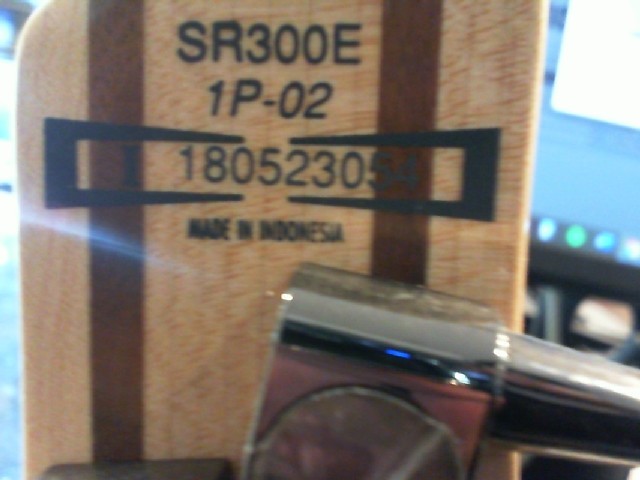 SR300E
1P-02
I 180523054
MADE IN INDONESIA